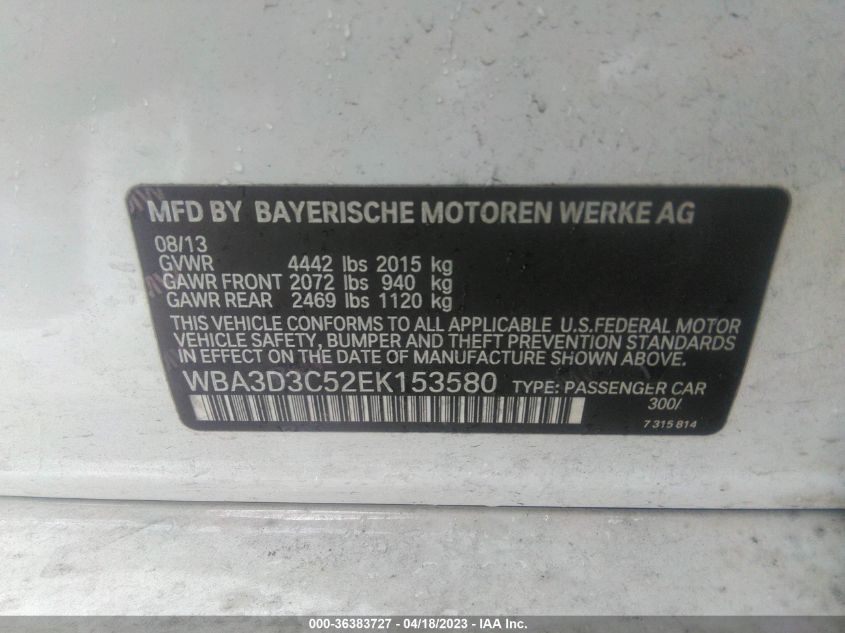 MFD BY BAYERISCHE MOTOREN WERKE AG
08/13
GVWR 4442 lbs 2015 kg
GAWR FRONT 2072 lbs 940 kg
GAWR REAR 2469 lbs 1120 kg
THIS VEHICLE CONFORMS TO ALL APPLICABLE U.S.FEDERAL MOTOR
VEHICLE SAFETY, BUMPER AND THEFT PREVENTION STANDARDS
IN EFFECT ON THE DATE OF MANUFACTURE SHOWN ABOVE.
WBA3D3C52EK153580 TYPE: PASSENGER CAR
300/
7 315 814
000-36383727 - 04/18/2023 - IAA Inc.